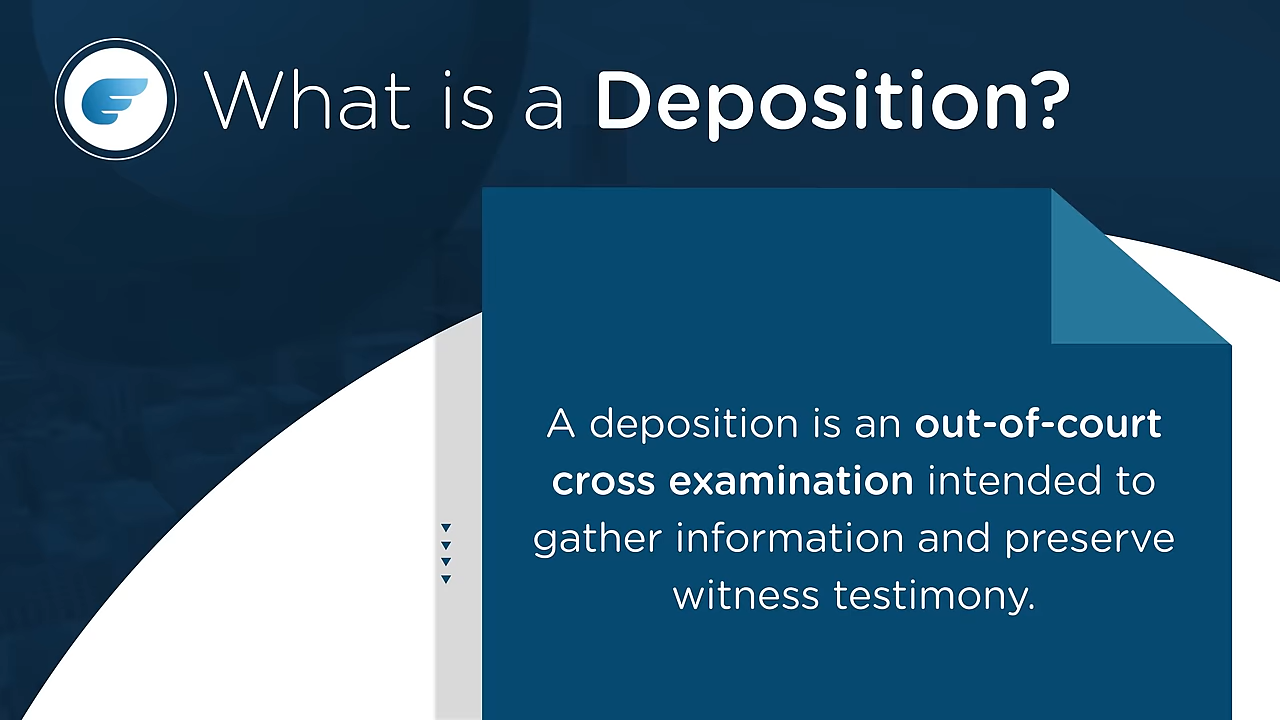 What is a Deposition?
A deposition is an out-of-court
cross examination intended to
gather information and preserve
witness testimony.